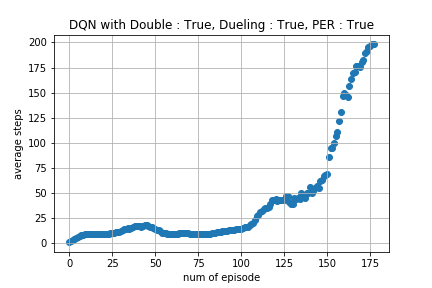 DQN with Double : True, Dueling : True, PER : True
200
175
150
125
100
75
50
25
0
average steps
0 25 50 75 100 125 150 175
num of episode